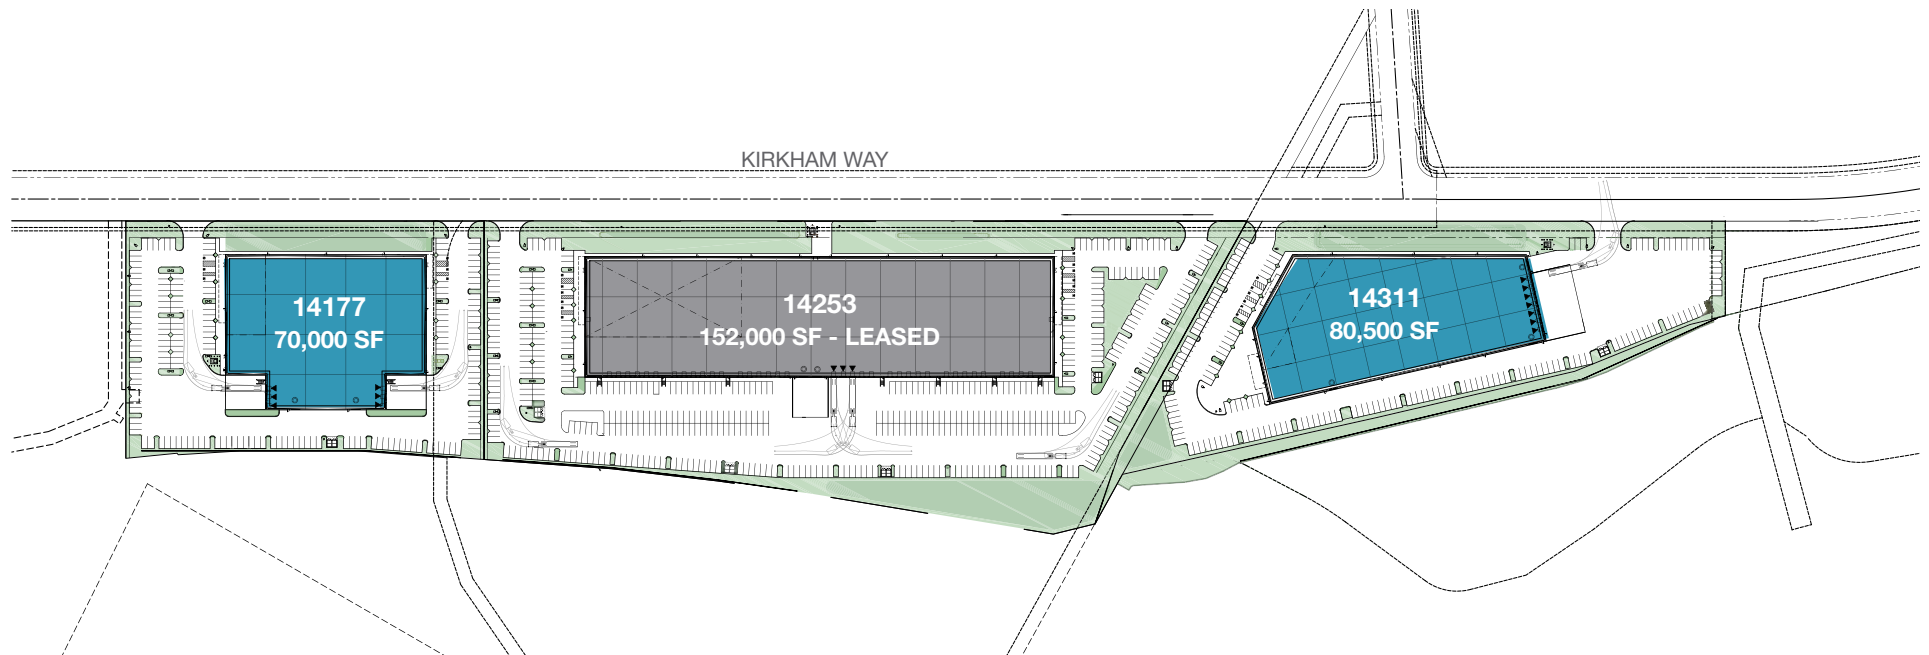 KIRKHAM WAY
14177
70,000 SF
14253
152,000 SF - LEASED
14311
80,500 SF